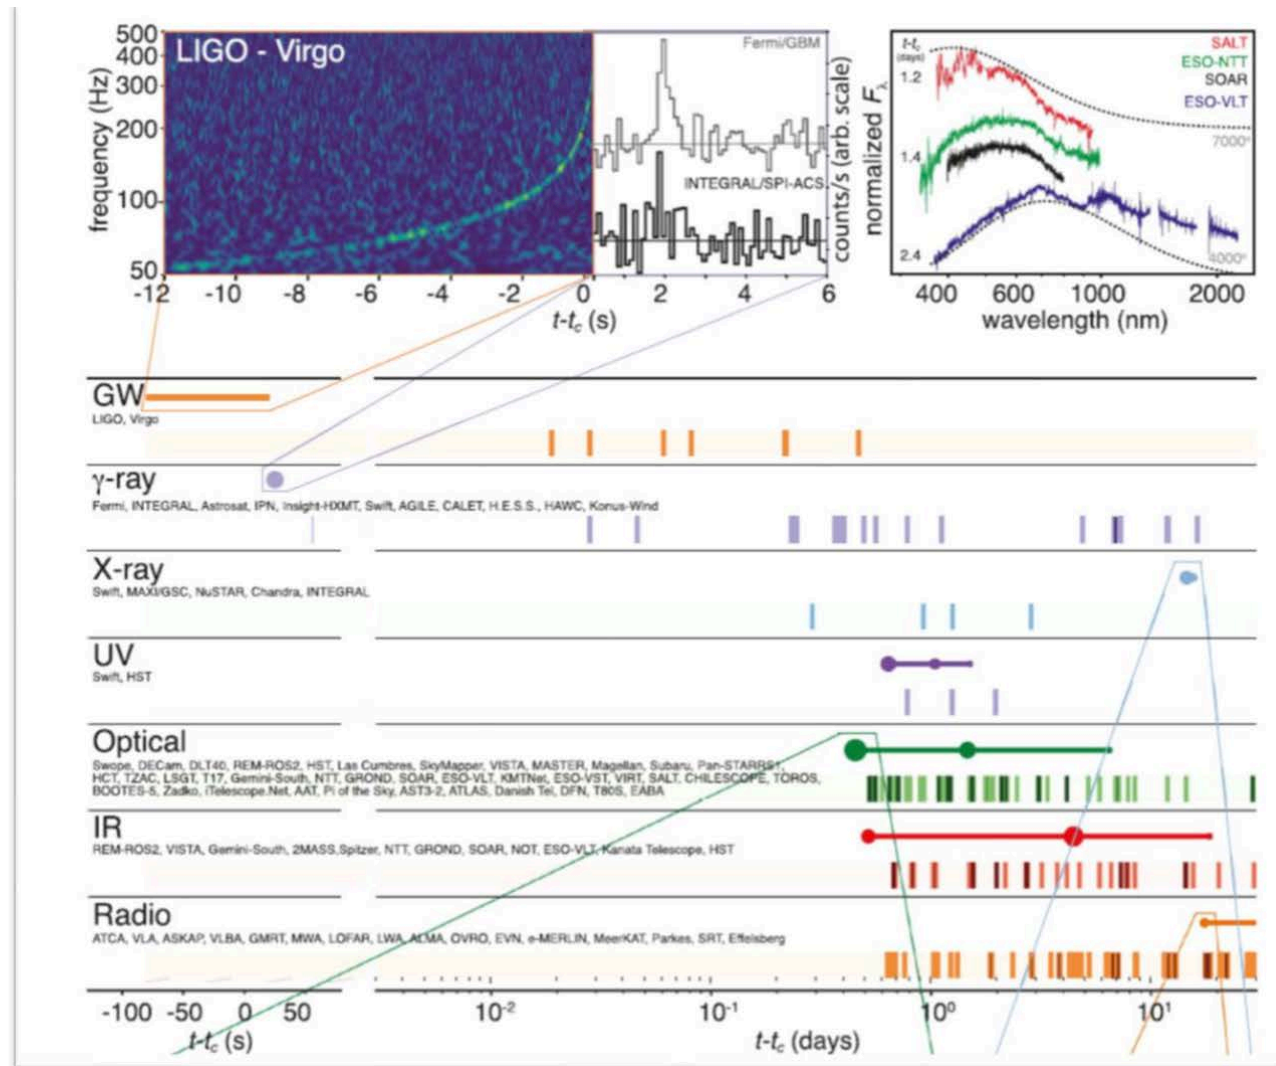 LIGO - Virgo
frequency (Hz)
500
400
300
200
100
50
-12 -10 -8 -6 -4 -2 0 2 4 6
t-tc (s)
Fermi/GBM
INTEGRAL/SPI-ACS
counts/s (arb. scale)
normalized Fλ
t-tc
(days)
1.2
1.4
2.4
SALT
ESO-NTT
SOAR
ESO-VLT
7000°
4000°
400 600 1000 2000
wavelength (nm)
GW
LIGO, Virgo
γ-ray
Fermi, INTEGRAL, Astrosat, IPN, Insight-HXMT, Swift, AGILE, CALET, H.E.S.S., HAWC, Konus-Wind
X-ray
Swift, MAXI/GSC, NuSTAR, Chandra, INTEGRAL
UV
Swift, HST
Optical
Swope, DECam, DLT40, REM-ROS2, HST, Las Cumbres, SkyMapper, VISTA, MASTER, Magellan, Subaru, Pan-STARRS1,
HCT, TZAC, LSGT, T17, Gemini-South, NTT, GROND, SOAR, ESO-VLT, KMTNet, ESO-VST, VIRT, SALT, CHILESCOPE, TOROS,
BOOTES-5, Zadko, iTelescope.Net, AAT, Pi of the Sky, AST3-2, ATLAS, Danish Tel, DFN, T80S, EABA
IR
REM-ROS2, VISTA, Gemini-South, 2MASS,Spitzer, NTT, GROND, SOAR, NOT, ESO-VLT, Kanata Telescope, HST
Radio
ATCA, VLA, ASKAP, VLBA, GMRT, MWA, LOFAR, LWA, ALMA, OVRO, EVN, e-MERLIN, MeerKAT, Parkes, SRT, Effelsberg
-100 -50 0 50 10⁻² 10⁻¹ 10⁰ 10¹
t-tc (s) t-tc (days)